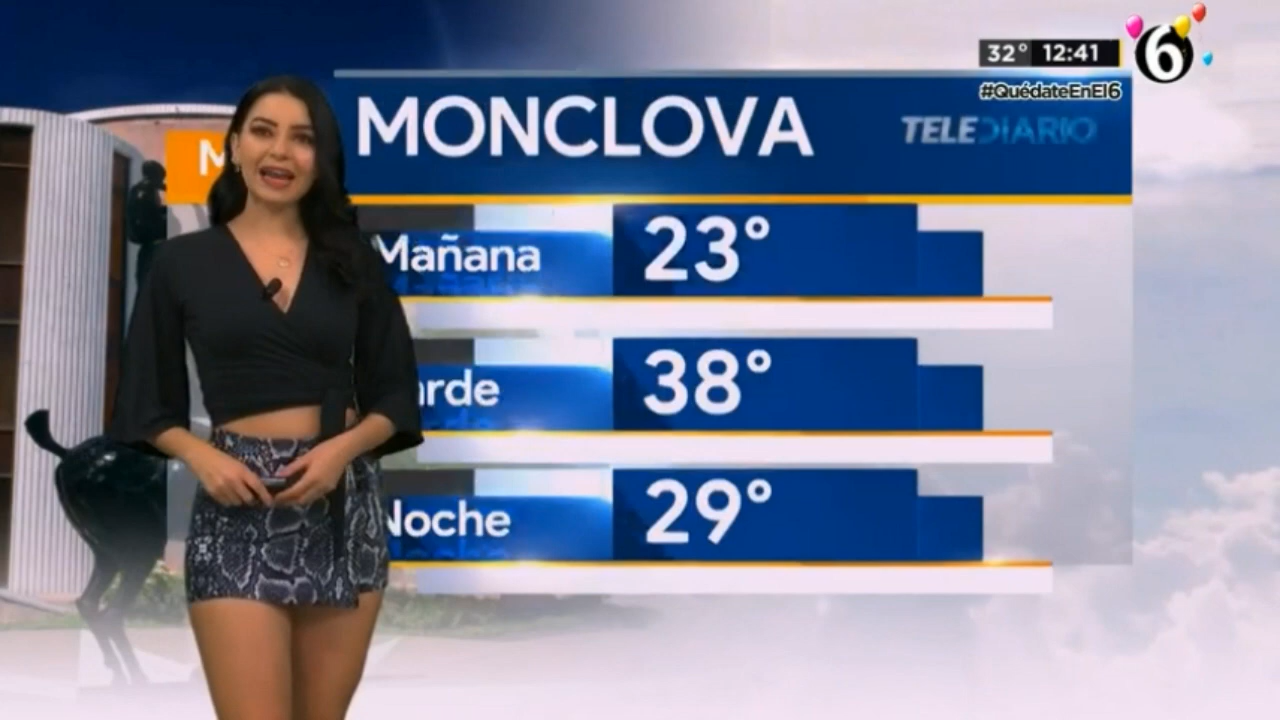 32° 12:41 6
#QuédateEnEl6
MONCLOVA
TELEDIARIO
M
Mañana 23°
arde 38°
Noche 29°